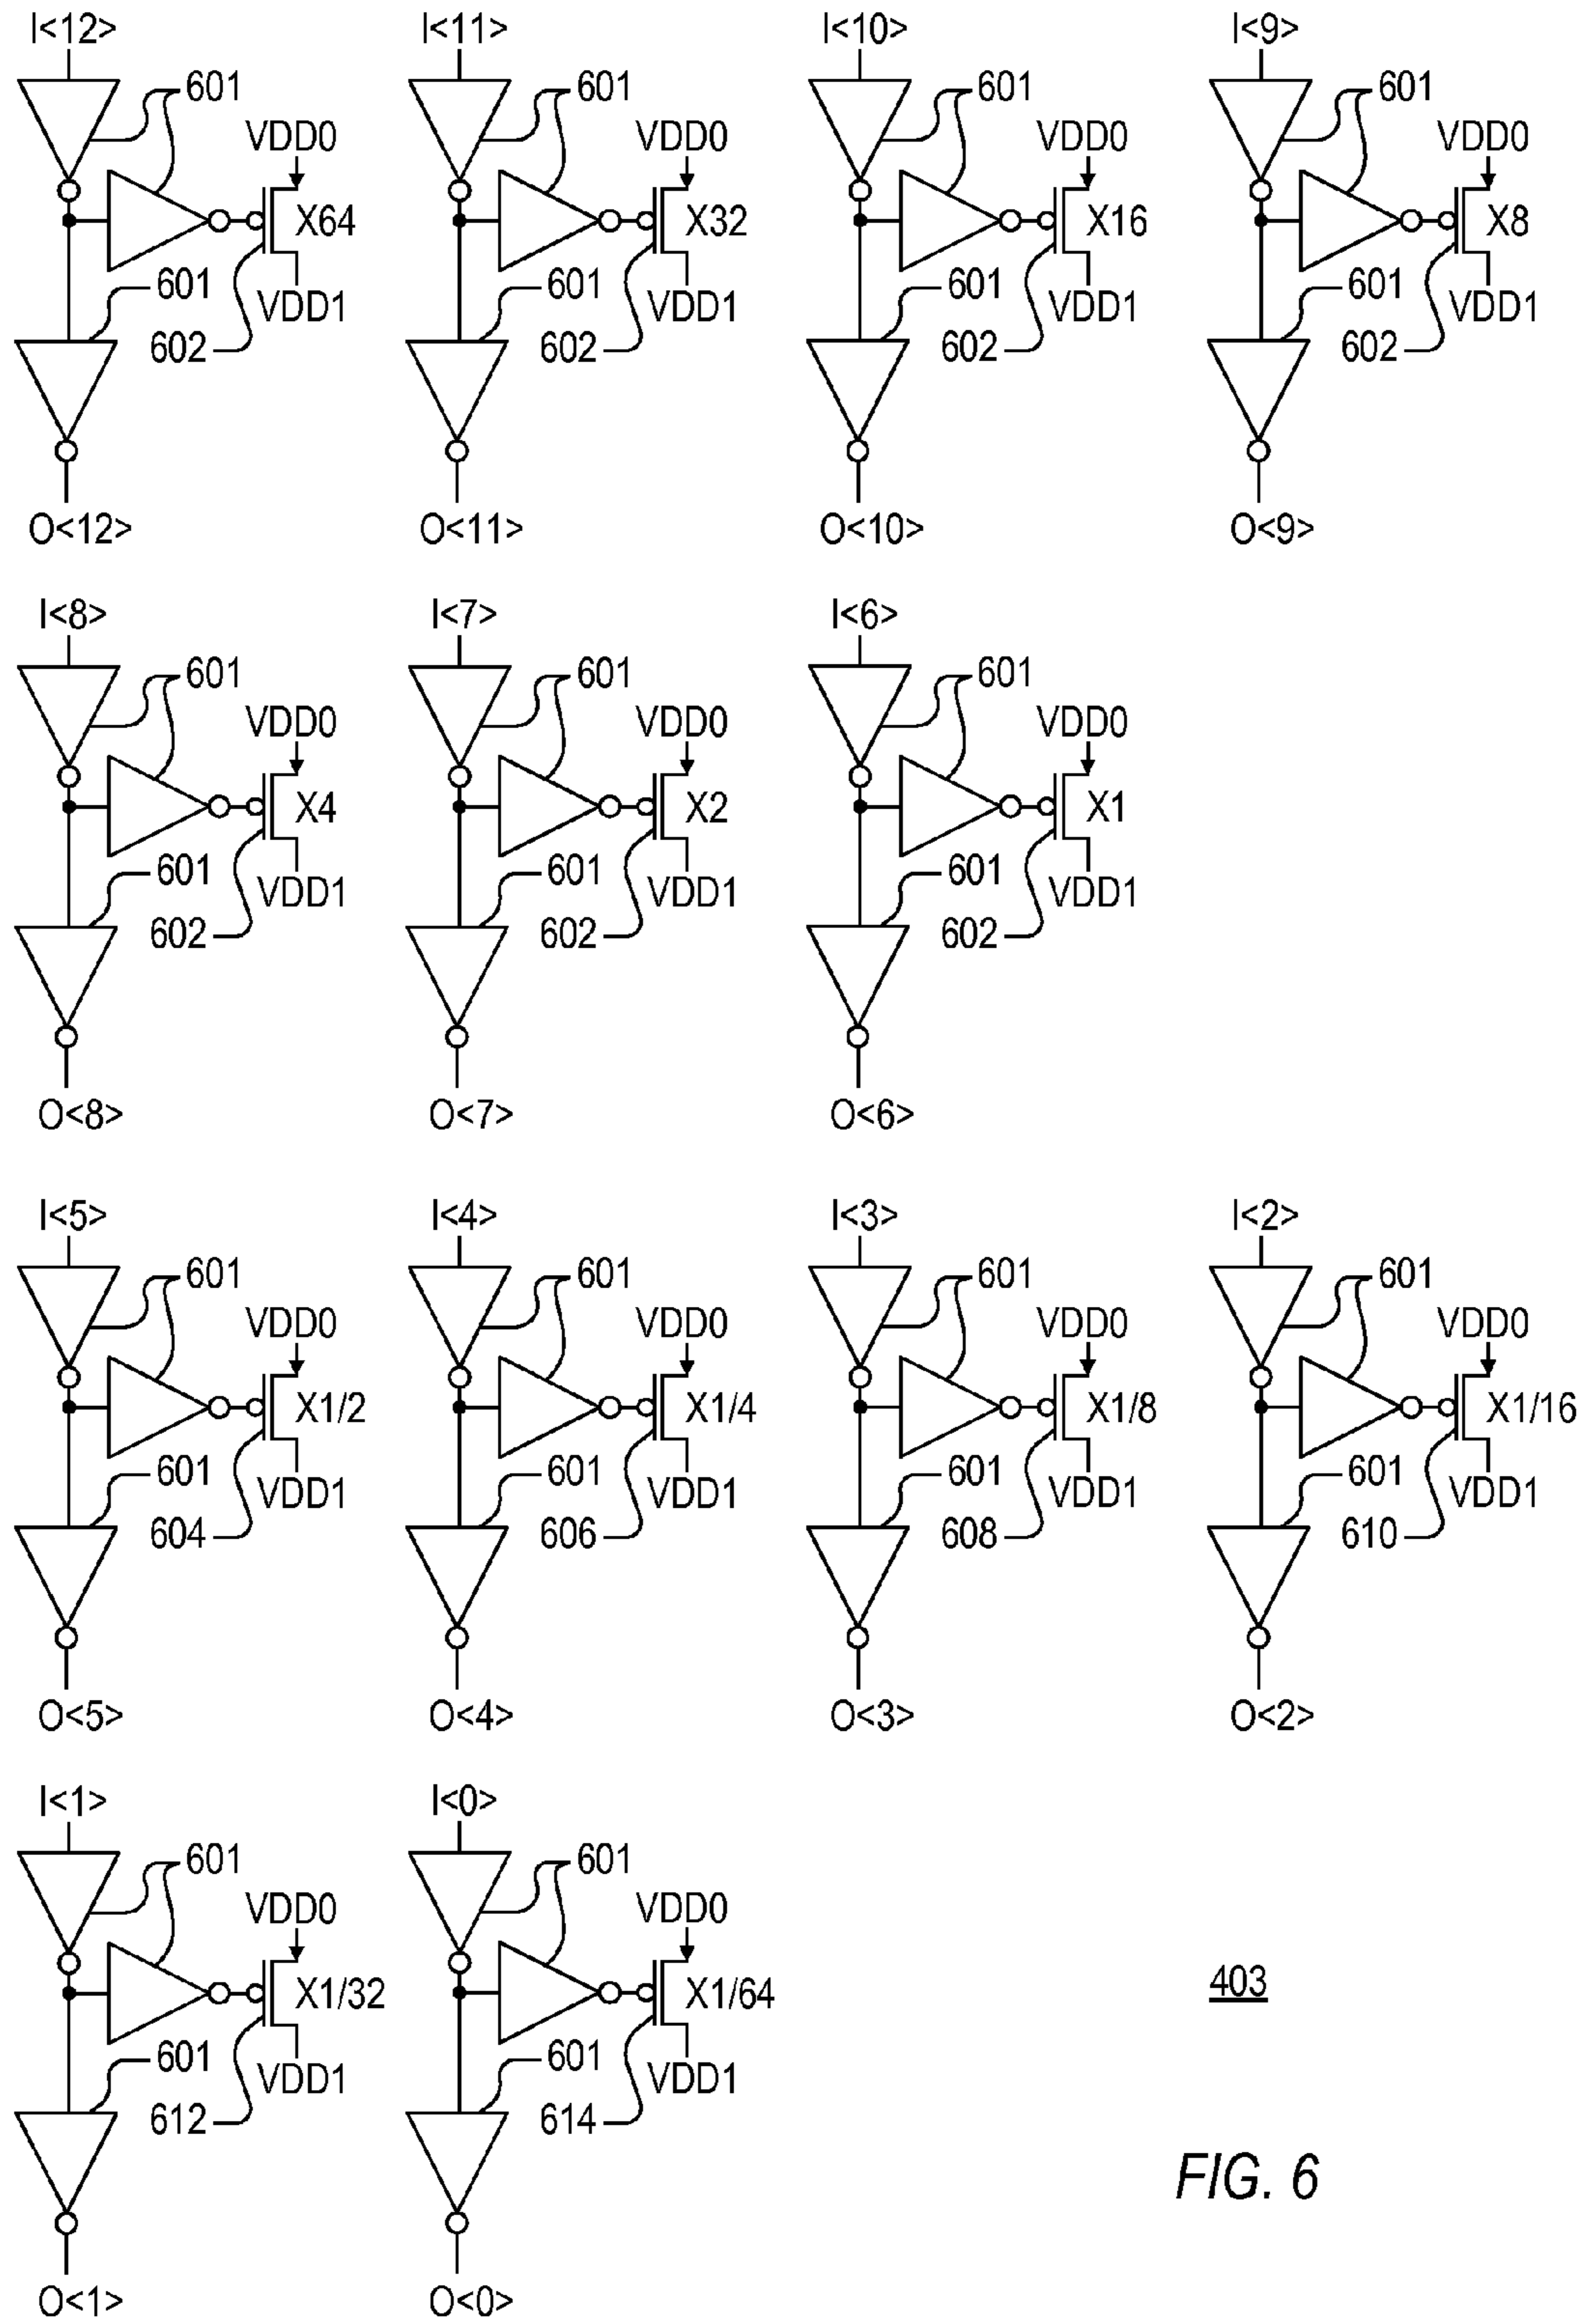 I<12> I<11> I<10> I<9>
601 601 601 601
VDD0 VDD0 VDD0 VDD0
X64 X32 X16 X8
601 601 601 601
VDD1 VDD1 VDD1 VDD1
602 602 602 602
O<12> O<11> O<10> O<9>
I<8> I<7> I<6>
601 601 601
VDD0 VDD0 VDD0
X4 X2 X1
601 601 601
VDD1 VDD1 VDD1
602 602 602
O<8> O<7> O<6>
I<5> I<4> I<3> I<2>
601 601 601 601
VDD0 VDD0 VDD0 VDD0
X1/2 X1/4 X1/8 X1/16
601 601 601 601
VDD1 VDD1 VDD1 VDD1
604 606 608 610
O<5> O<4> O<3> O<2>
I<1> I<0>
601 601
VDD0 VDD0
X1/32 X1/64
403
601 601
VDD1 VDD1
612 614
FIG. 6
O<1> O<0>